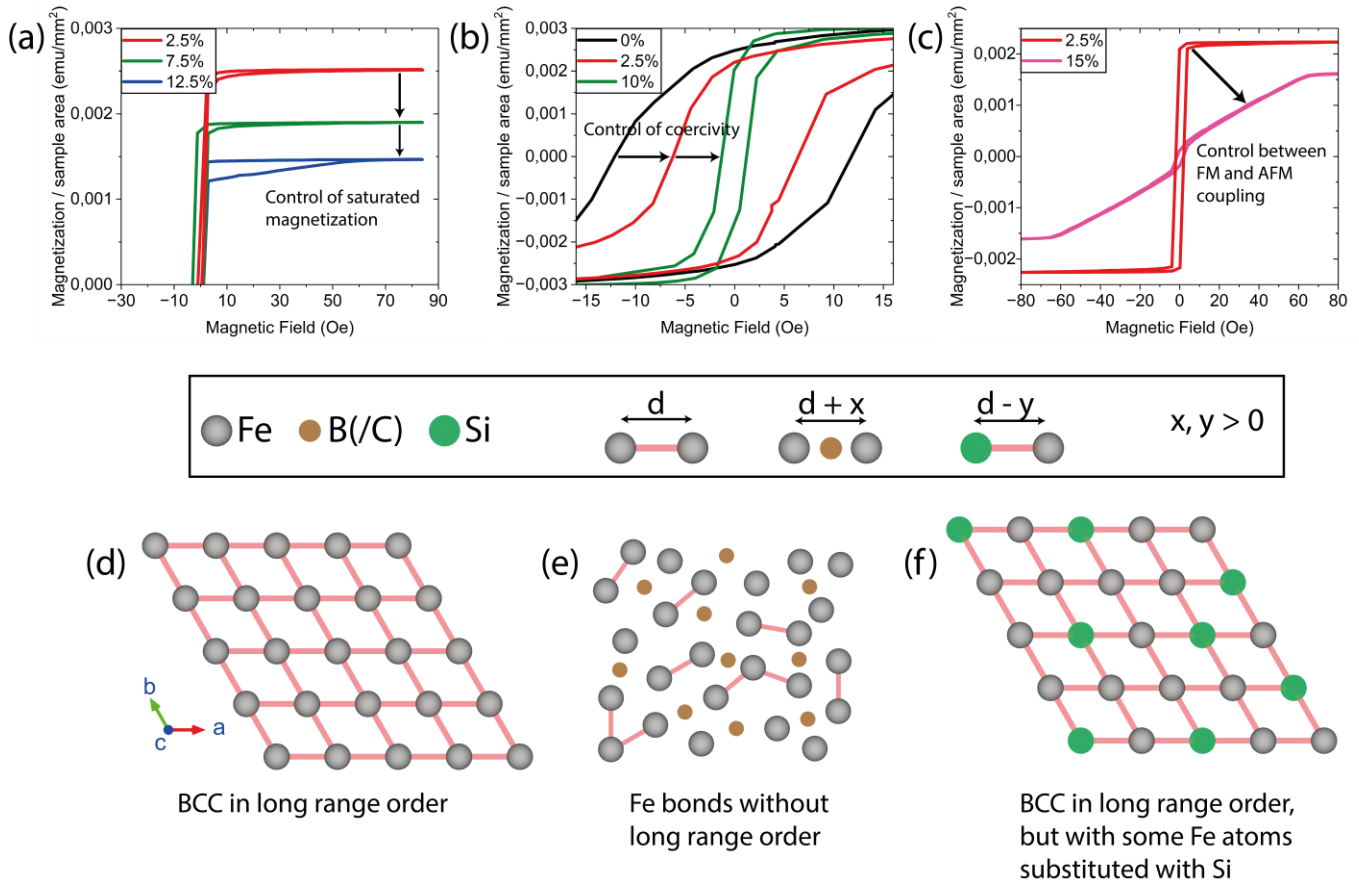 (a)
0,003
0,002
0,001
0,000
Magnetization / sample area (emu/mm²)
2.5%
7.5%
12.5%
Control of saturated
magnetization
−30
−15
0
10
30
50
70
90
Magnetic Field (Oe)
(b)
0,003
0,002
0,001
0,000
−0,001
−0,002
−0,003
Magnetization / sample area (emu/mm²)
0%
2.5%
10%
Control of coercivity
−15
−10
−5
0
5
10
15
Magnetic Field (Oe)
(c)
0,002
0,001
0,000
−0,001
−0,002
Magnetization / sample area (emu/mm²)
2.5%
15%
Control between
FM and AFM
coupling
−80
−60
−40
−20
0
20
40
60
80
Magnetic Field (Oe)
Fe B(/C) Si d d + x d - y x, y > 0
(d)
b
a
c
BCC in long range order
(e)
Fe bonds without
long range order
(f)
BCC in long range order,
but with some Fe atoms
substituted with Si